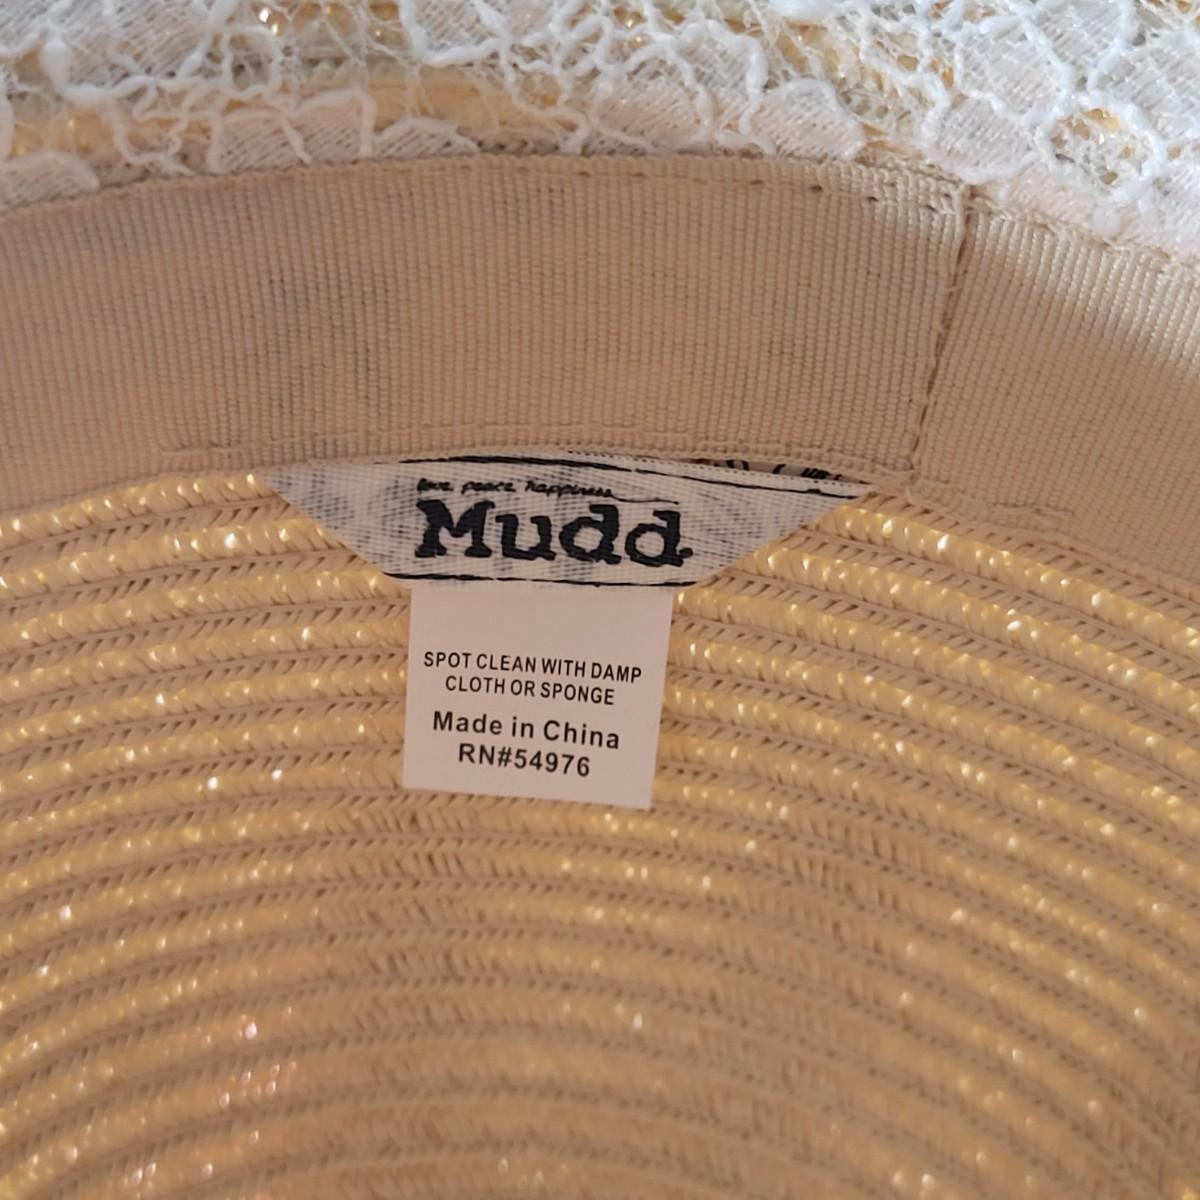 love. peace. happiness.
Mudd
SPOT CLEAN WITH DAMP
CLOTH OR SPONGE
Made in China
RN#54976